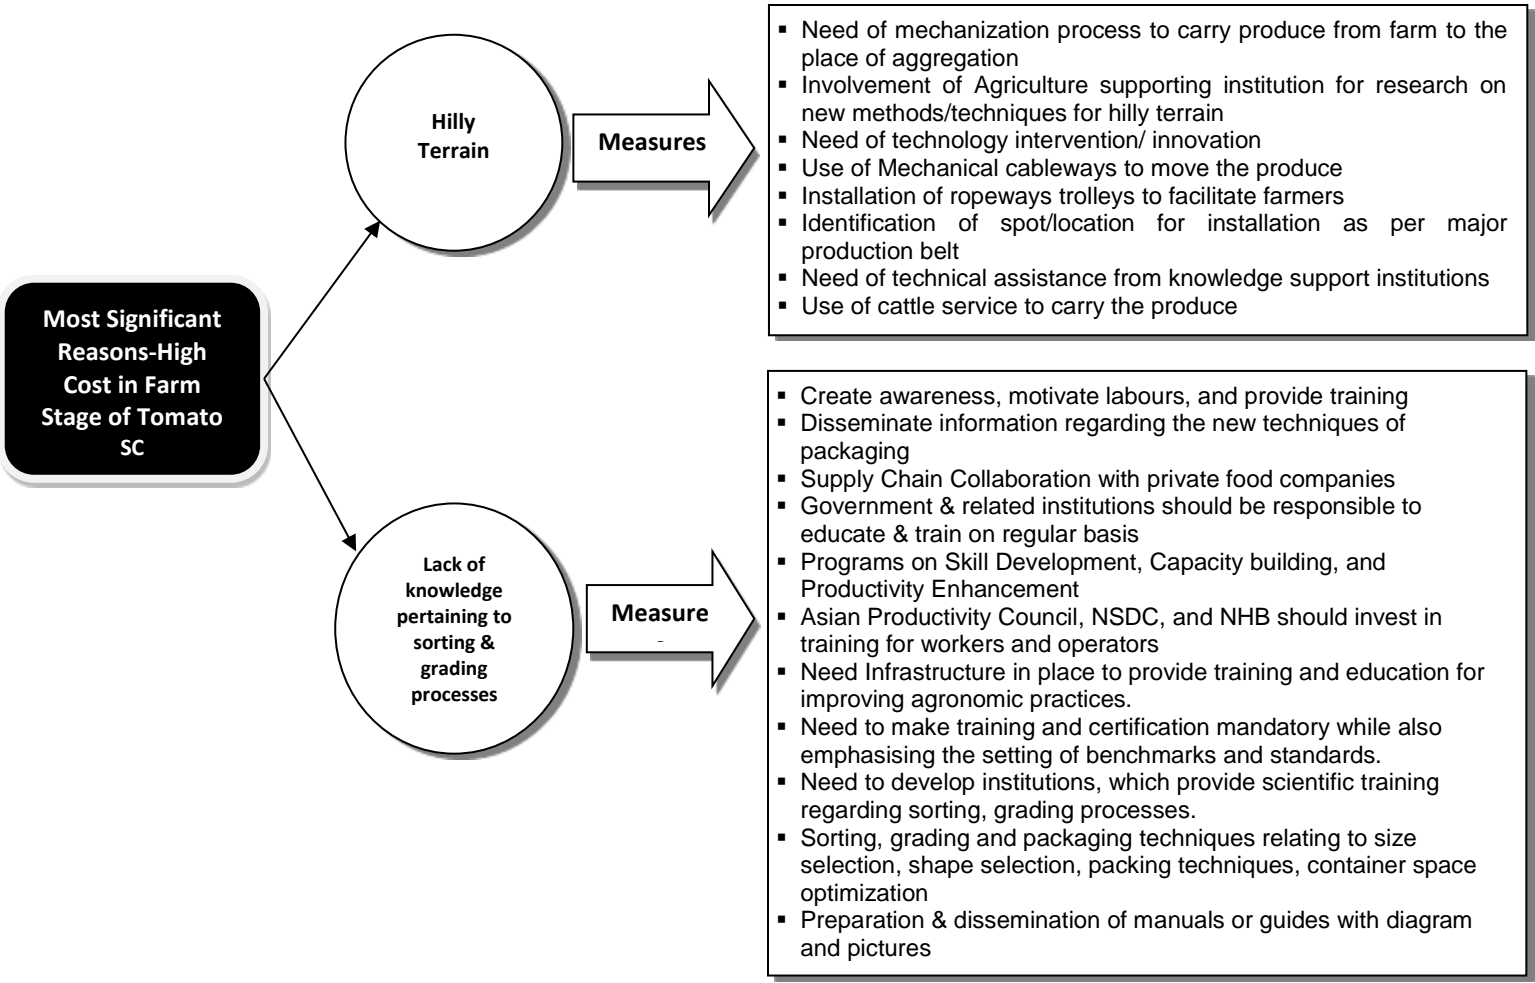 Most Significant
Reasons-High
Cost in Farm
Stage of Tomato
SC
Hilly
Terrain
Measures
▪ Need of mechanization process to carry produce from farm to the
place of aggregation
▪ Involvement of Agriculture supporting institution for research on
new methods/techniques for hilly terrain
▪ Need of technology intervention/ innovation
▪ Use of Mechanical cableways to move the produce
▪ Installation of ropeways trolleys to facilitate farmers
▪ Identification of spot/location for installation as per major
production belt
▪ Need of technical assistance from knowledge support institutions
▪ Use of cattle service to carry the produce
Lack of
knowledge
pertaining to
sorting &
grading
processes
Measure
▪ Create awareness, motivate labours, and provide training
▪ Disseminate information regarding the new techniques of
packaging
▪ Supply Chain Collaboration with private food companies
▪ Government & related institutions should be responsible to
educate & train on regular basis
▪ Programs on Skill Development, Capacity building, and
Productivity Enhancement
▪ Asian Productivity Council, NSDC, and NHB should invest in
training for workers and operators
▪ Need Infrastructure in place to provide training and education for
improving agronomic practices.
▪ Need to make training and certification mandatory while also
emphasising the setting of benchmarks and standards.
▪ Need to develop institutions, which provide scientific training
regarding sorting, grading processes.
▪ Sorting, grading and packaging techniques relating to size
selection, shape selection, packing techniques, container space
optimization
▪ Preparation & dissemination of manuals or guides with diagram
and pictures